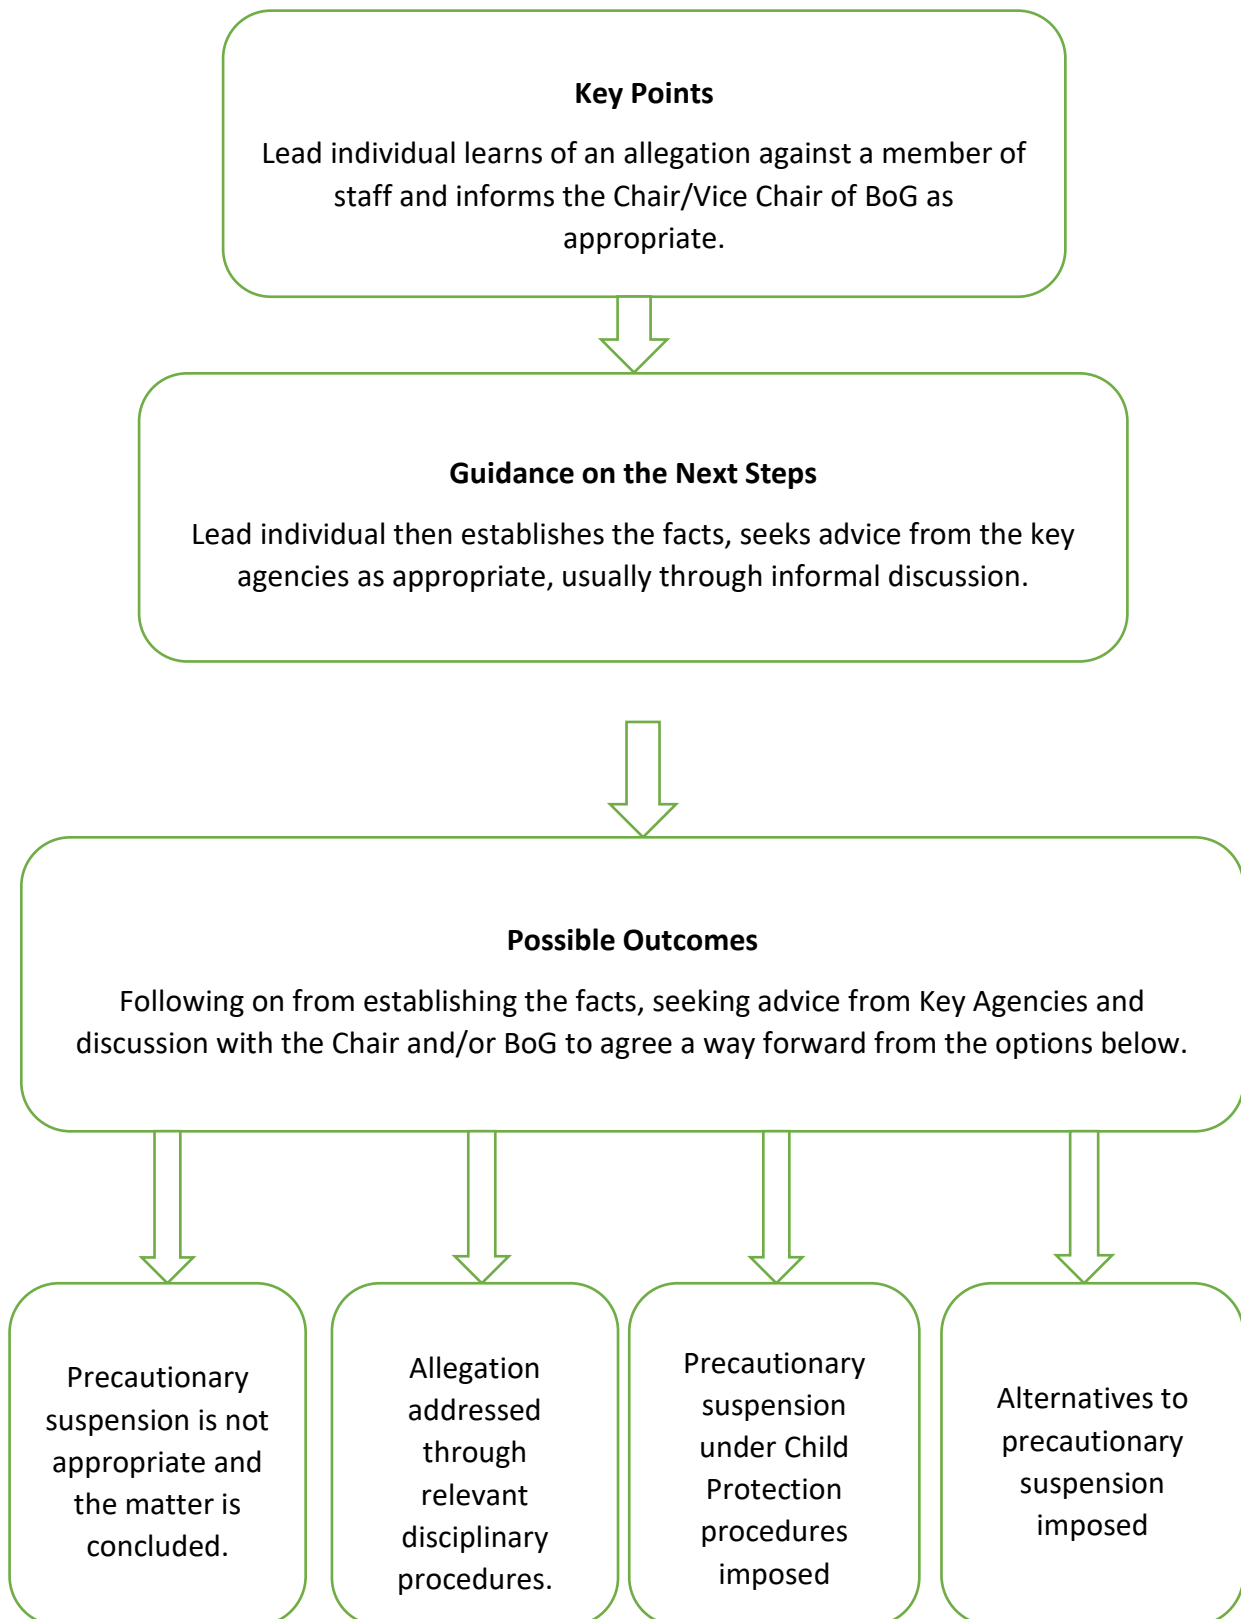 Key Points
Lead individual learns of an allegation against a member of
staff and informs the Chair/Vice Chair of BoG as
appropriate.
Guidance on the Next Steps
Lead individual then establishes the facts, seeks advice from the key
agencies as appropriate, usually through informal discussion.
Possible Outcomes
Following on from establishing the facts, seeking advice from Key Agencies and
discussion with the Chair and/or BoG to agree a way forward from the options below.
Precautionary
suspension is not
appropriate and
the matter is
concluded.
Allegation
addressed
through
relevant
disciplinary
procedures.
Precautionary
suspension
under Child
Protection
procedures
imposed
Alternatives to
precautionary
suspension
imposed